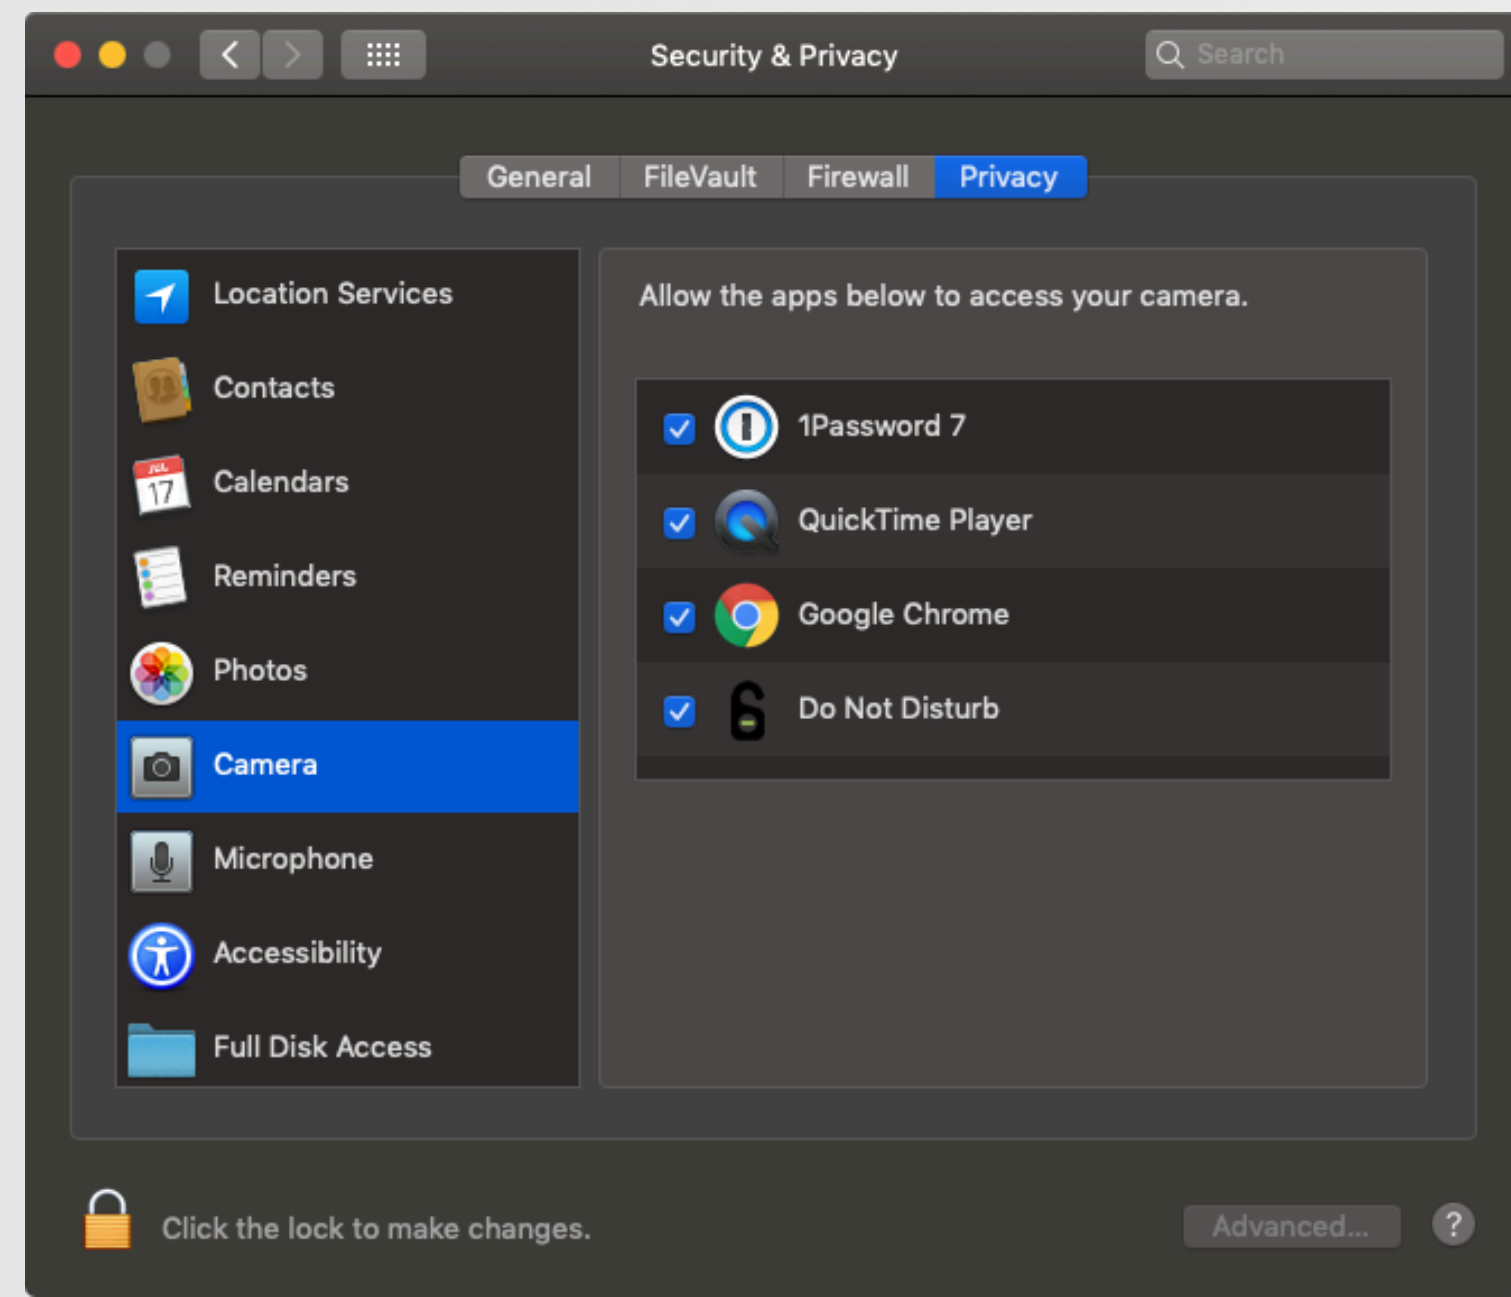 Security & Privacy
Search
General FileVault Firewall Privacy
Location Services
Contacts
JUL
17
Calendars
Reminders
Photos
Camera
Microphone
Accessibility
Full Disk Access
Allow the apps below to access your camera.
1Password 7
QuickTime Player
Google Chrome
Do Not Disturb
Click the lock to make changes.
Advanced...
?